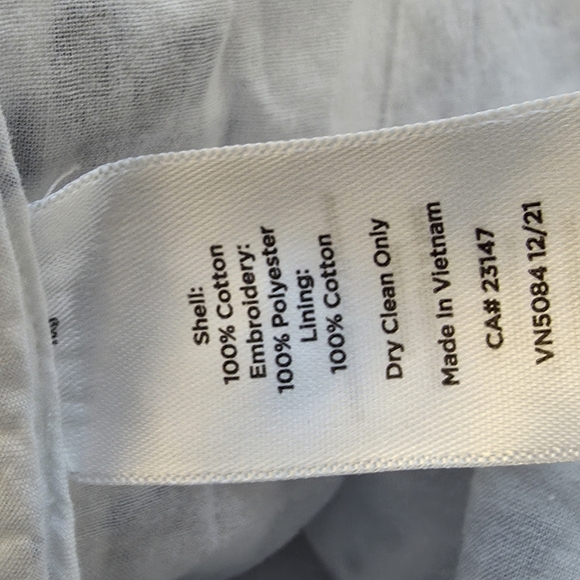 Shell:
100% Cotton
Embroidery:
100% Polyester
Lining:
100% Cotton
Dry Clean Only
Made In Vietnam
CA# 23147
VN5084 12/21